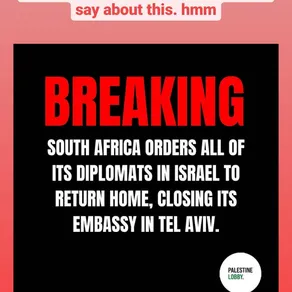 say about this. hmm
BREAKING
SOUTH AFRICA ORDERS ALL OF
ITS DIPLOMATS IN ISRAEL TO
RETURN HOME, CLOSING ITS
EMBASSY IN TEL AVIV.
PALESTINE
LOBBY.